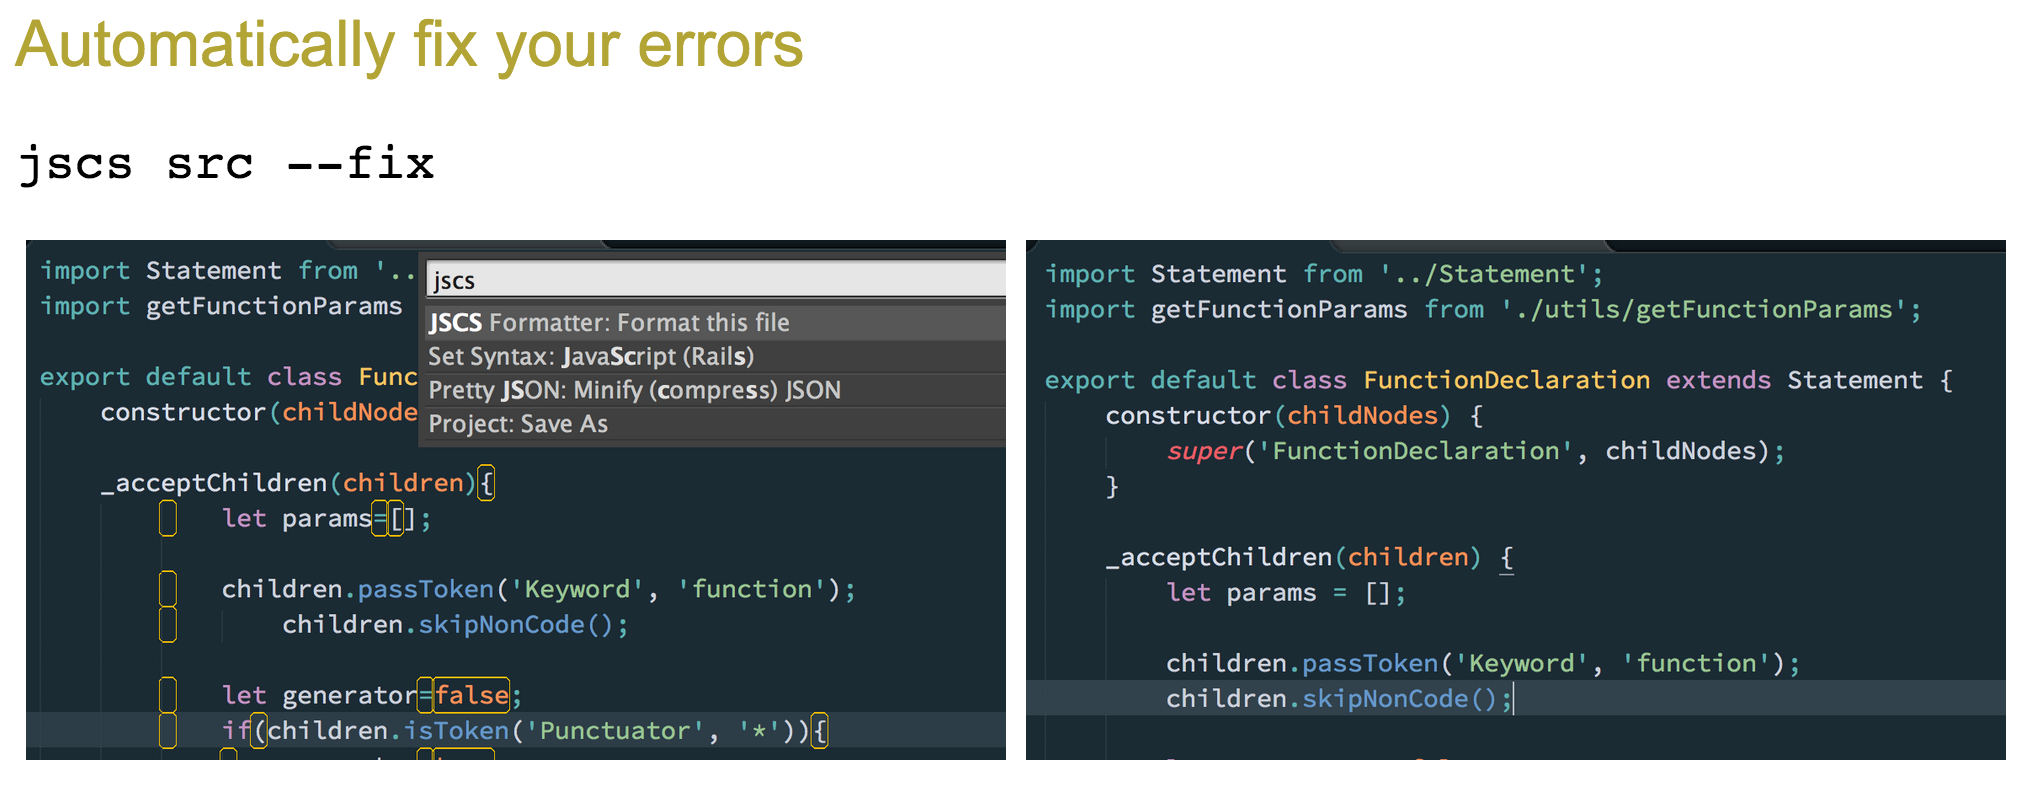 Automatically fix your errors
jscs src --fix
import Statement from '..
import getFunctionParams
export default class Func
constructor(childNode
jscs
JSCS Formatter: Format this file
Set Syntax: JavaScript (Rails)
Pretty JSON: Minify (compress) JSON
Project: Save As
_acceptChildren(children){
let params=[];
children.passToken('Keyword', 'function');
children.skipNonCode();
let generator=false;
if(children.isToken('Punctuator', '*')){
import Statement from '../Statement';
import getFunctionParams from './utils/getFunctionParams';
export default class FunctionDeclaration extends Statement {
constructor(childNodes) {
super('FunctionDeclaration', childNodes);
}
_acceptChildren(children) {
let params = [];
children.passToken('Keyword', 'function');
children.skipNonCode();